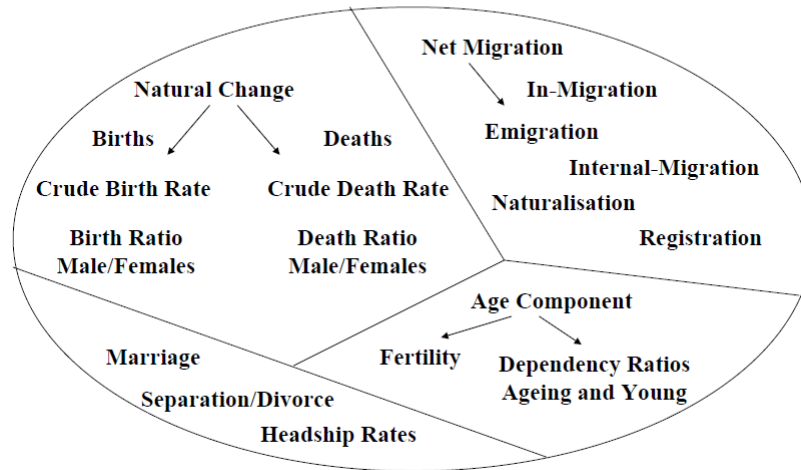 Natural Change
Births
Deaths
Crude Birth Rate
Crude Death Rate
Birth Ratio
Male/Females
Death Ratio
Male/Females
Net Migration
In-Migration
Emigration
Internal-Migration
Naturalisation
Registration
Age Component
Fertility
Dependency Ratios
Ageing and Young
Marriage
Separation/Divorce
Headship Rates